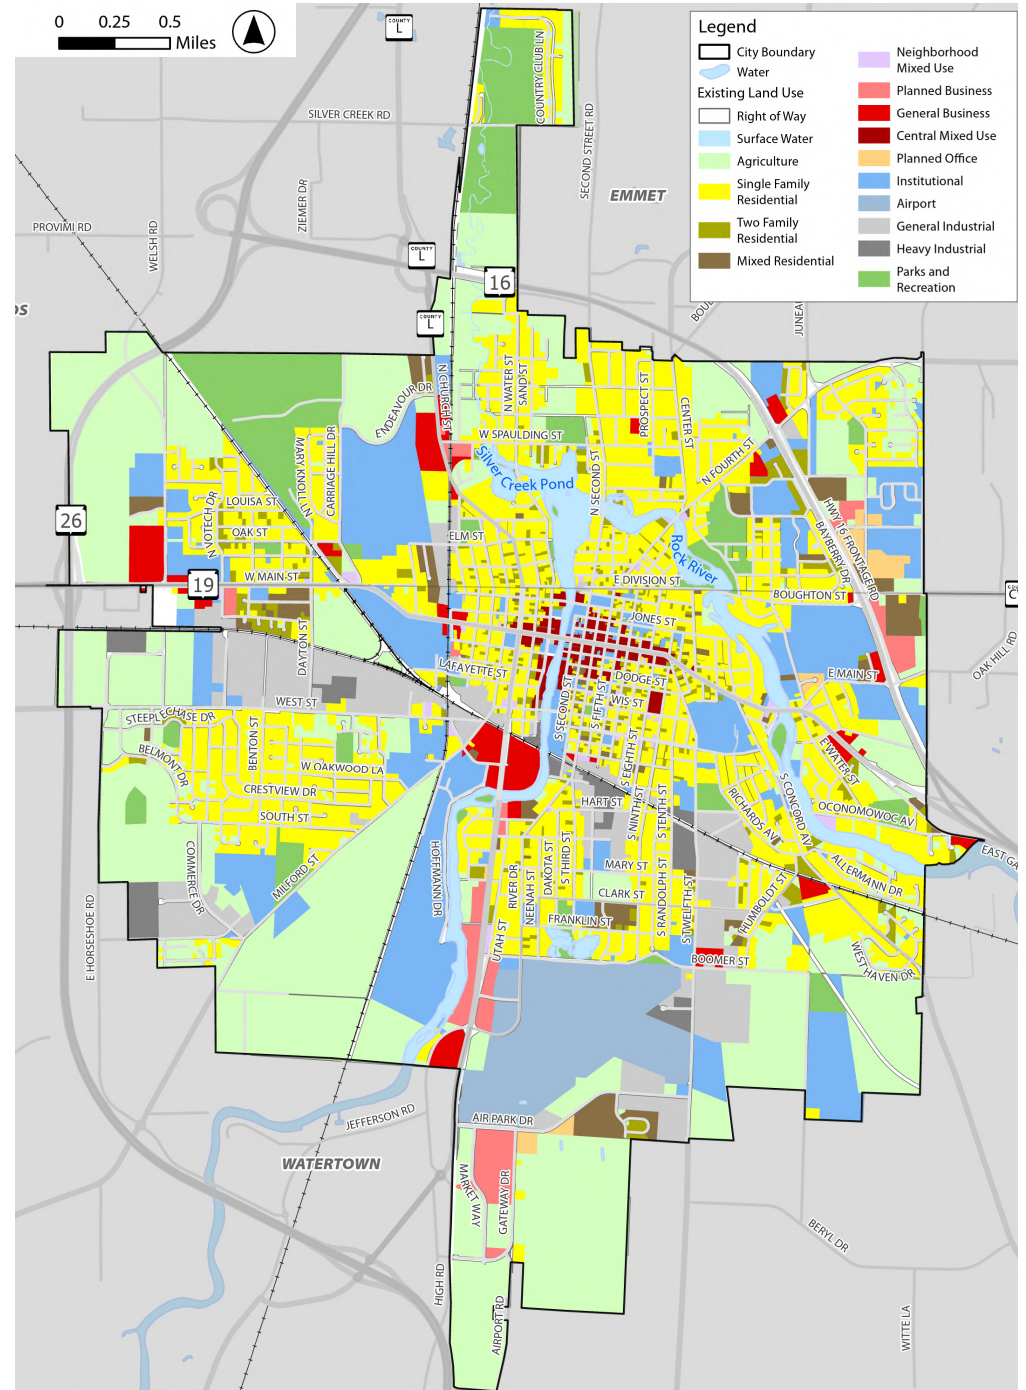 0 0.25 0.5
Miles
Legend
City Boundary
Water
Existing Land Use
Right of Way
Surface Water
Agriculture
Single Family
Residential
Two Family
Residential
Mixed Residential
Neighborhood
Mixed Use
Planned Business
General Business
Central Mixed Use
Planned Office
Institutional
Airport
General Industrial
Heavy Industrial
Parks and
Recreation
COUNTY
L
COUNTRY CLUB LN
SILVER CREEK RD
SECOND STREET RD
EMMET
ZIEMER DR
PROVIMI RD
WELSH RD
COUNTY
L
16
COUNTY
L
N CHURCH ST
ENDEAVOUR DR
N WATER ST
SAND ST
PROSPECT ST
CENTER ST
W SPAULDING ST
N FOURTH ST
MARY KNOLL LN
CARRIAGE HILL DR
Silver
Creek Pond
N SECOND ST
LOUISA ST
N VOTECH DR
OAK ST
26
ELM ST
HWY 16 FRONTAGE RD
BAYBERRY DR
Rock River
W MAIN ST
19
E DIVISION ST
BOUGHTON ST
JONES ST
DAYTON ST
LAFAYETTE ST
DODGE ST
E MAIN ST
OAK HILL RD
WEST ST
WIS ST
S SECOND ST
S FIFTH ST
STEEPLECHASE DR
BENTON ST
BELMONT DR
W OAKWOOD LA
S EIGHTH ST
E WATER ST
CRESTVIEW DR
HART ST
S NINTH ST
S TENTH ST
RICHARDS AV
S CONCORD AV
OCONOMOWOC AV
SOUTH ST
HOFFMANN DR
COMMERCE DR
MILFORD ST
RIVER DR
NEENAH ST
DAKOTA ST
S THIRD ST
MARY ST
CLARK ST
S RANDOLPH ST
S TWELFTH ST
HUMBOLDT ST
ALLERMANN DR
FRANKLIN ST
E HORSESHOE RD
UTAH ST
BOOMER ST
WEST HAVEN DR
JEFFERSON RD
AIR PARK DR
WATERTOWN
MARKET WAY
GATEWAY DR
BERYL DR
HIGH RD
AIRPORT RD
WITTE LA